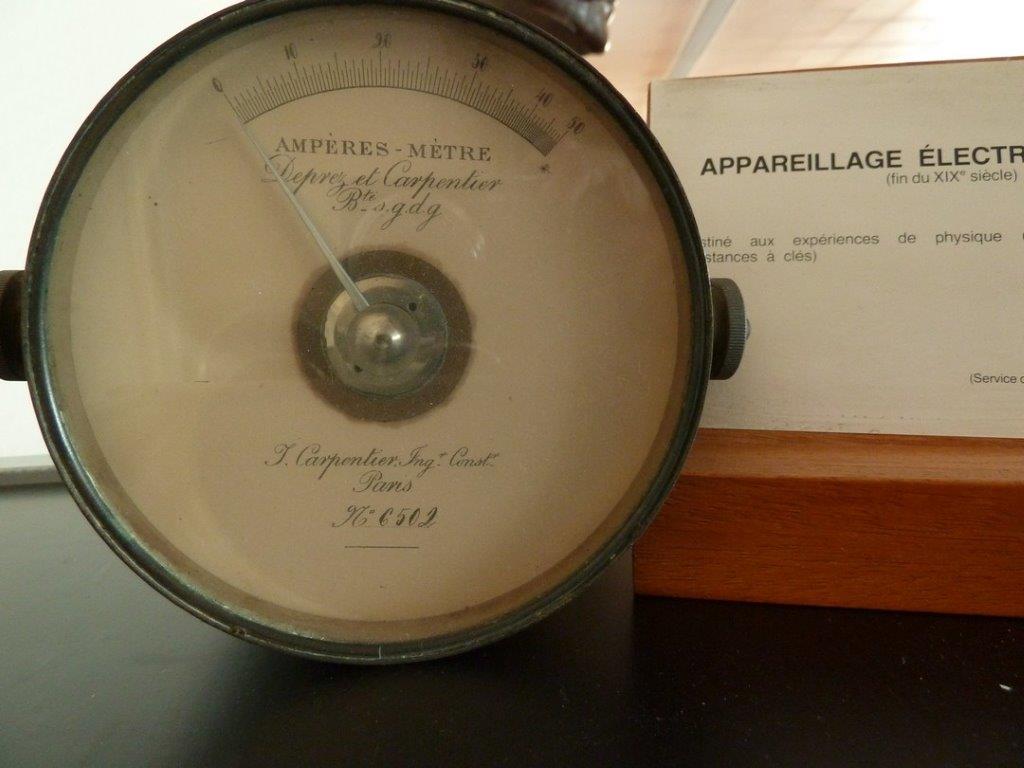 0 10 20 30 40 50
AMPÈRES-MÈTRE
Deprez et Carpentier
Bté s.g.d.g
J. Carpentier, Ingr Constr
Paris
No 6502
APPAREILLAGE ÉLECTR
(fin du XIXe siècle)
stiné aux expériences de physique
stances à clés)
(Service